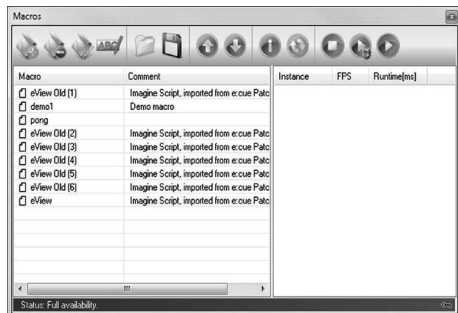 Macros
ABC
Macro Comment Instance FPS Runtime[ms]
eView Old (1) Imagine Script, imported from e:cue Patc
demo1 Demo macro
pong
eView Old (2) Imagine Script, imported from e:cue Patc
eView Old (3) Imagine Script, imported from e:cue Patc
eView Old (4) Imagine Script, imported from e:cue Patc
eView Old (5) Imagine Script, imported from e:cue Patc
eView Old (6) Imagine Script, imported from e:cue Patc
eView Imagine Script, imported from e:cue Patc
Status: Full availability.